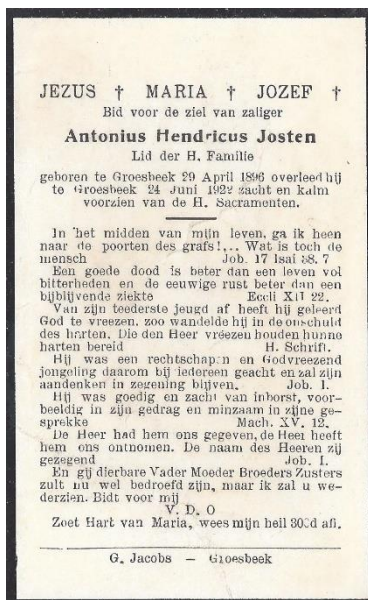 JEZUS † MARIA † JOZEF †
Bid voor de ziel van zaliger
Antonius Hendricus Josten
Lid der H. Familie
geboren te Groesbeek 29 April 1896 overleed hij
te Groesbeek 24 Juni 1922 zacht en kalm
voorzien van de H. Sacramenten.
In het midden van mijn leven, ga ik heen
naar de poorten des grafs!,.. Wat is toch de
mensch Job. 17 Isai 38. 7
Een goede dood is beter dan een leven vol
bitterheden en de eeuwige rust beter dan een
bijblijvende ziekte Eccli XII 22.
Van zijn teederste jeugd af heeft hij geleerd
God te vreezen, zoo wandelde hij in de onschuld
des harten. Die den Heer vreezen houden hunne
harten bereid H. Schrift.
Hij was een rechtschapen en Godvreezend
jongeling daarom bij iedereen geacht en zal zijn
aandenken in zegening blijven. Job. I.
Hij was goedig en zacht van inborst, voor-
beeldig in zijn gedrag en minzaam in zijne ge-
sprekke Mach. XV. 12.
De Heer had hem ons gegeven, de Heer heeft
hem ons ontnomen. De naam des Heeren zij
gezegend Job. I.
En gij dierbare Vader Moeder Broeders Zusters
zult nu wel bedroefd zijn, maar ik zal u we-
derzien. Bidt voor mij
V. D. O
Zoet Hart van Maria, wees mijn heil 300d afl.
G. Jacobs — Groesbeek